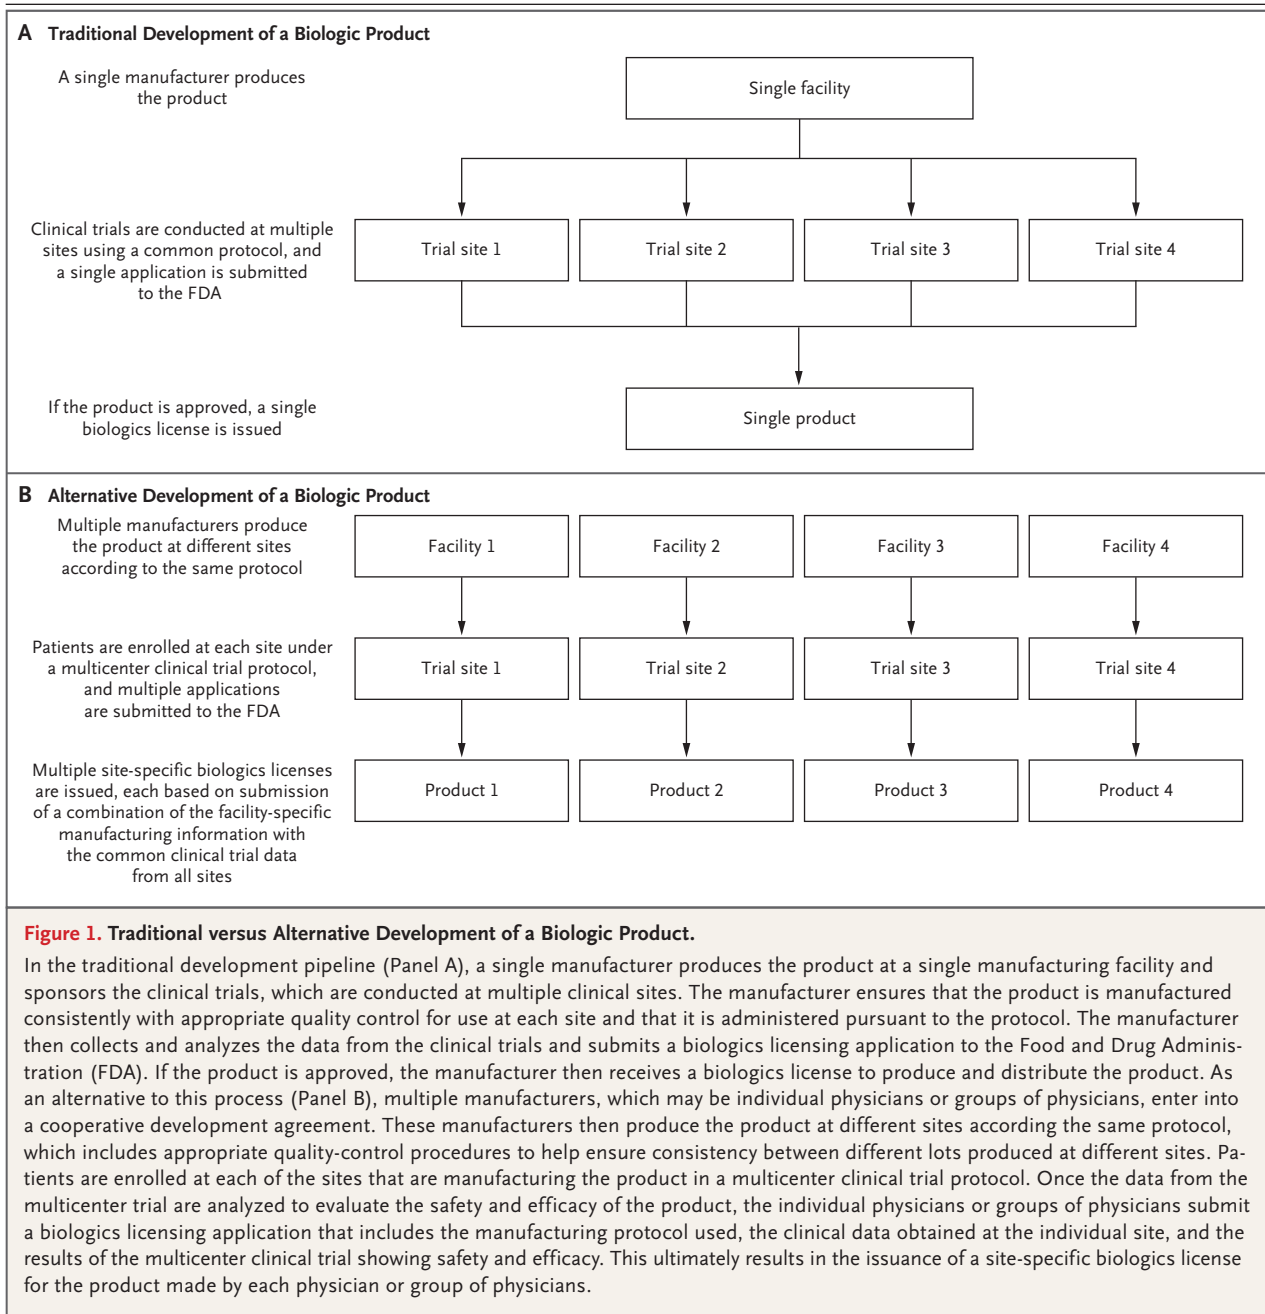 A Traditional Development of a Biologic Product
A single manufacturer produces
the product
Single facility
Clinical trials are conducted at multiple
sites using a common protocol, and
a single application is submitted
to the FDA
Trial site 1
Trial site 2
Trial site 3
Trial site 4
If the product is approved, a single
biologics license is issued
Single product
B Alternative Development of a Biologic Product
Multiple manufacturers produce
the product at different sites
according to the same protocol
Facility 1
Facility 2
Facility 3
Facility 4
Patients are enrolled at each site under
a multicenter clinical trial protocol,
and multiple applications
are submitted to the FDA
Trial site 1
Trial site 2
Trial site 3
Trial site 4
Multiple site-specific biologics licenses
are issued, each based on submission
of a combination of the facility-specific
manufacturing information with
the common clinical trial data
from all sites
Product 1
Product 2
Product 3
Product 4
Figure 1. Traditional versus Alternative Development of a Biologic Product.
In the traditional development pipeline (Panel A), a single manufacturer produces the product at a single manufacturing facility and
sponsors the clinical trials, which are conducted at multiple clinical sites. The manufacturer ensures that the product is manufactured
consistently with appropriate quality control for use at each site and that it is administered pursuant to the protocol. The manufacturer
then collects and analyzes the data from the clinical trials and submits a biologics licensing application to the Food and Drug Adminis-
tration (FDA). If the product is approved, the manufacturer then receives a biologics license to produce and distribute the product. As
an alternative to this process (Panel B), multiple manufacturers, which may be individual physicians or groups of physicians, enter into
a cooperative development agreement. These manufacturers then produce the product at different sites according the same protocol,
which includes appropriate quality-control procedures to help ensure consistency between different lots produced at different sites. Pa-
tients are enrolled at each of the sites that are manufacturing the product in a multicenter clinical trial protocol. Once the data from the
multicenter trial are analyzed to evaluate the safety and efficacy of the product, the individual physicians or groups of physicians submit
a biologics licensing application that includes the manufacturing protocol used, the clinical data obtained at the individual site, and the
results of the multicenter clinical trial showing safety and efficacy. This ultimately results in the issuance of a site-specific biologics license
for the product made by each physician or group of physicians.